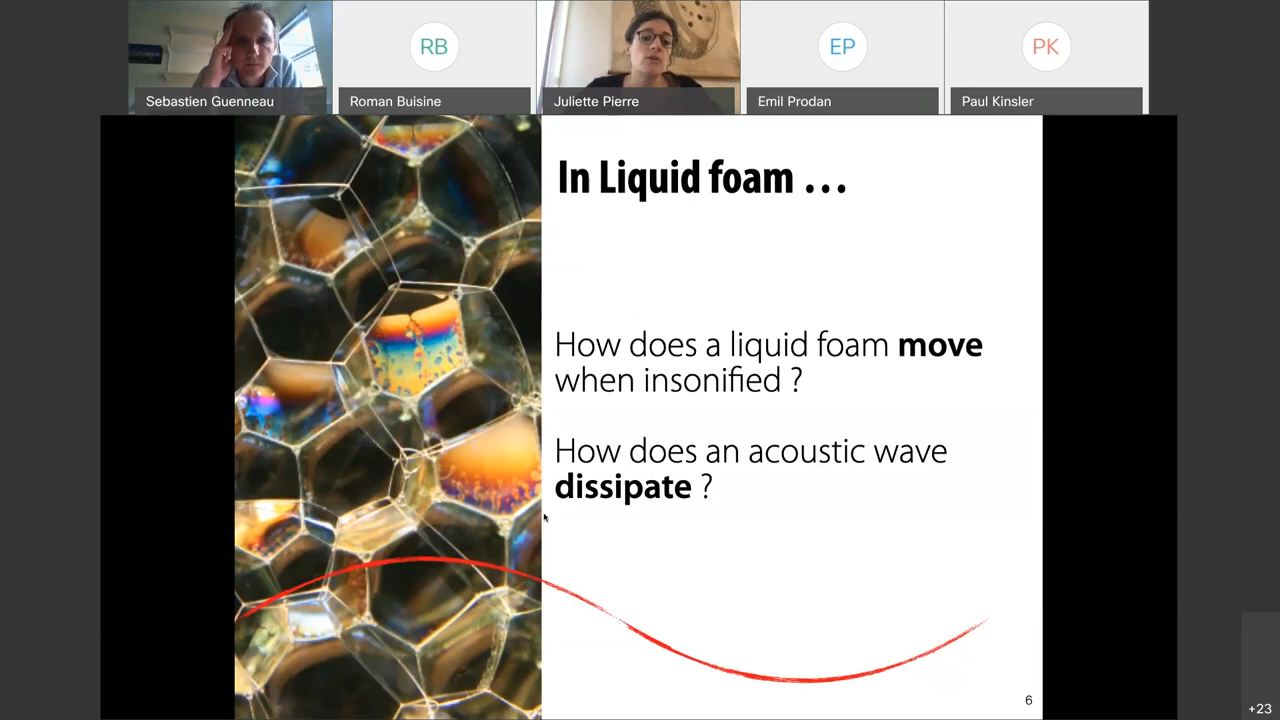 RB
EP
PK
Sebastien Guenneau
Roman Buisine
Juliette Pierre
Emil Prodan
Paul Kinsler
In Liquid foam ...
How does a liquid foam move
when insonified ?
How does an acoustic wave
dissipate ?
6
+23